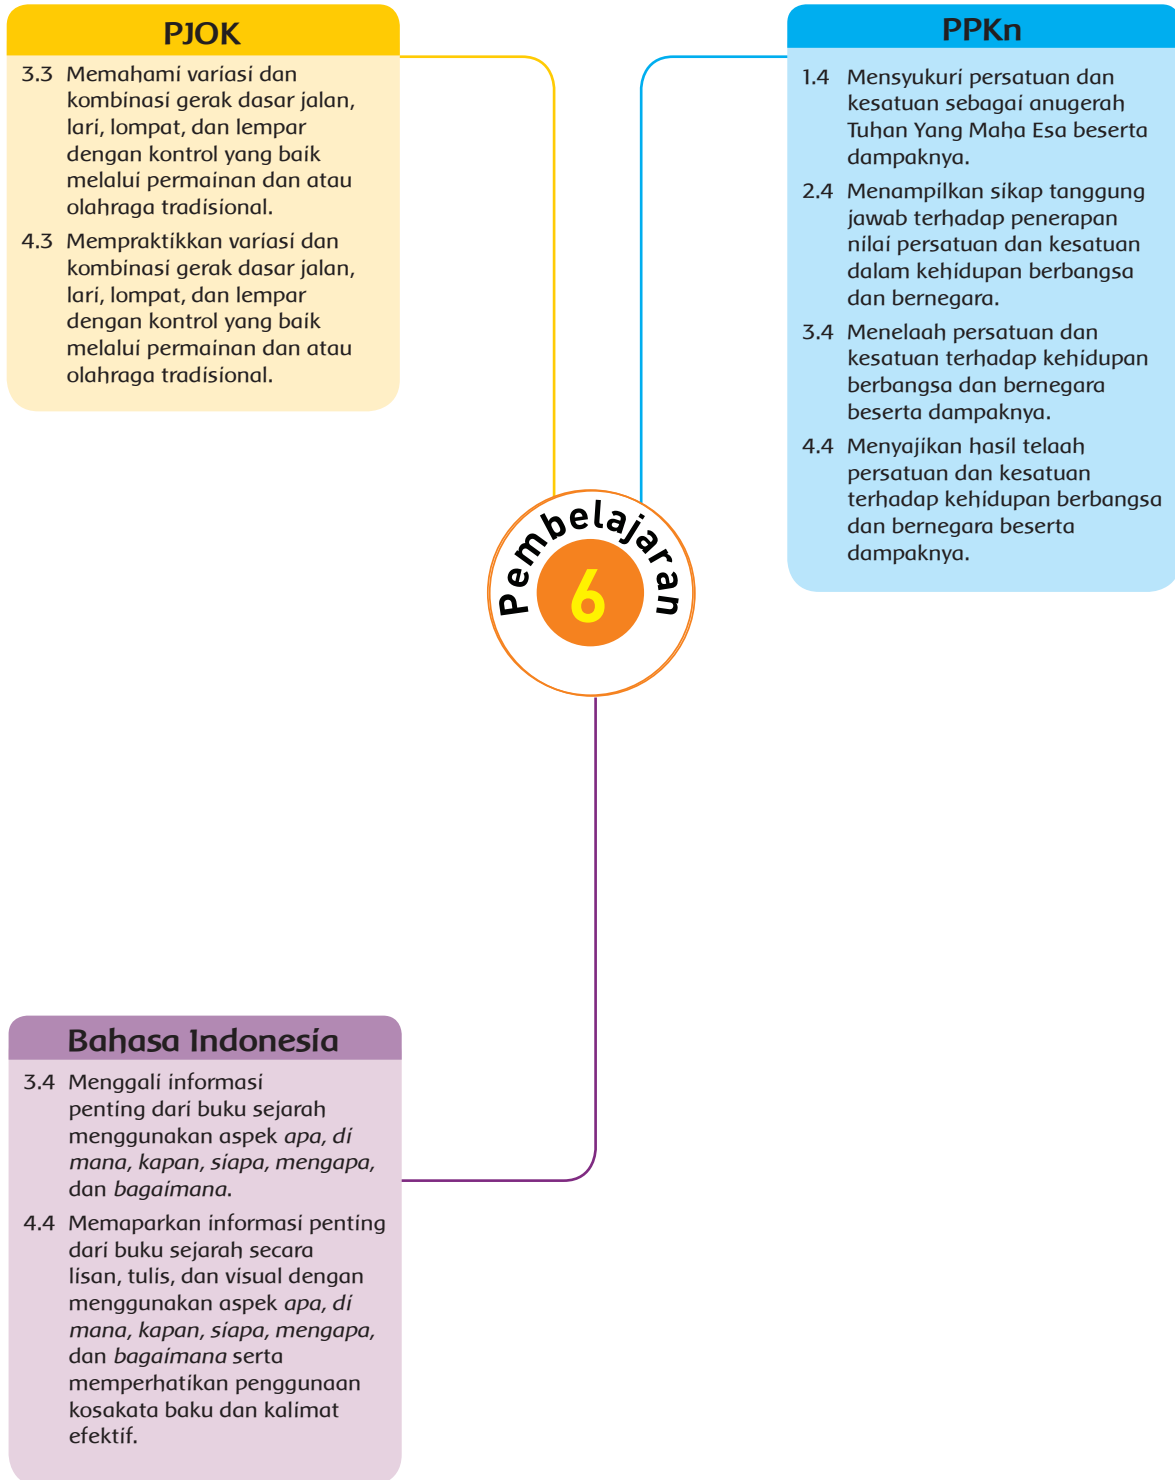 PJOK
3.3 Memahami variasi dan
kombinasi gerak dasar jalan,
lari, lompat, dan lempar
dengan kontrol yang baik
melalui permainan dan atau
olahraga tradisional.
4.3 Mempraktikkan variasi dan
kombinasi gerak dasar jalan,
lari, lompat, dan lempar
dengan kontrol yang baik
melalui permainan dan atau
olahraga tradisional.
PPKn
1.4 Mensyukuri persatuan dan
kesatuan sebagai anugerah
Tuhan Yang Maha Esa beserta
dampaknya.
2.4 Menampilkan sikap tanggung
jawab terhadap penerapan
nilai persatuan dan kesatuan
dalam kehidupan berbangsa
dan bernegara.
3.4 Menelaah persatuan dan
kesatuan terhadap kehidupan
berbangsa dan bernegara
beserta dampaknya.
4.4 Menyajikan hasil telaah
persatuan dan kesatuan
terhadap kehidupan berbangsa
dan bernegara beserta
dampaknya.
Pembelajaran
6
Bahasa Indonesia
3.4 Menggali informasi
penting dari buku sejarah
menggunakan aspek apa, di
mana, kapan, siapa, mengapa,
dan bagaimana.
4.4 Memaparkan informasi penting
dari buku sejarah secara
lisan, tulis, dan visual dengan
menggunakan aspek apa, di
mana, kapan, siapa, mengapa,
dan bagaimana serta
memperhatikan penggunaan
kosakata baku dan kalimat
efektif.